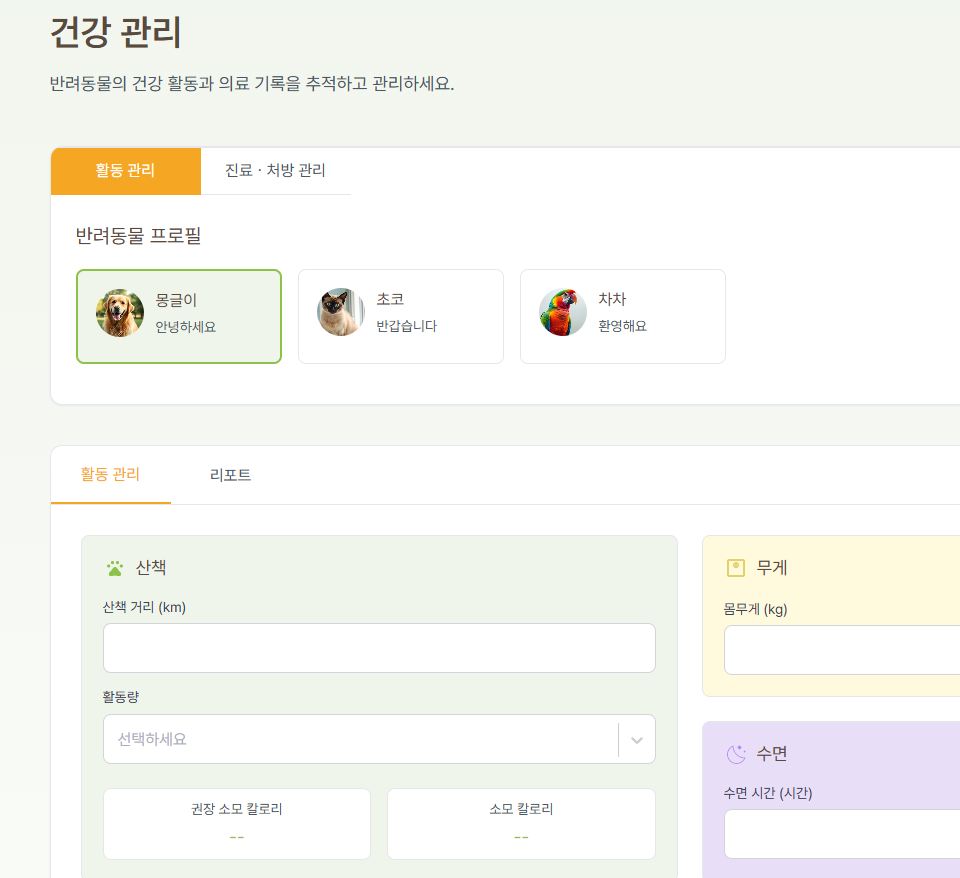 건강 관리
반려동물의 건강 활동과 의료 기록을 추적하고 관리하세요.
활동 관리
진료 · 처방 관리
반려동물 프로필
몽글이
안녕하세요
초코
반갑습니다
차차
환영해요
활동 관리
리포트
산책
산책 거리 (km)
활동량
선택하세요
권장 소모 칼로리
--
소모 칼로리
--
무게
몸무게 (kg)
수면
수면 시간 (시간)